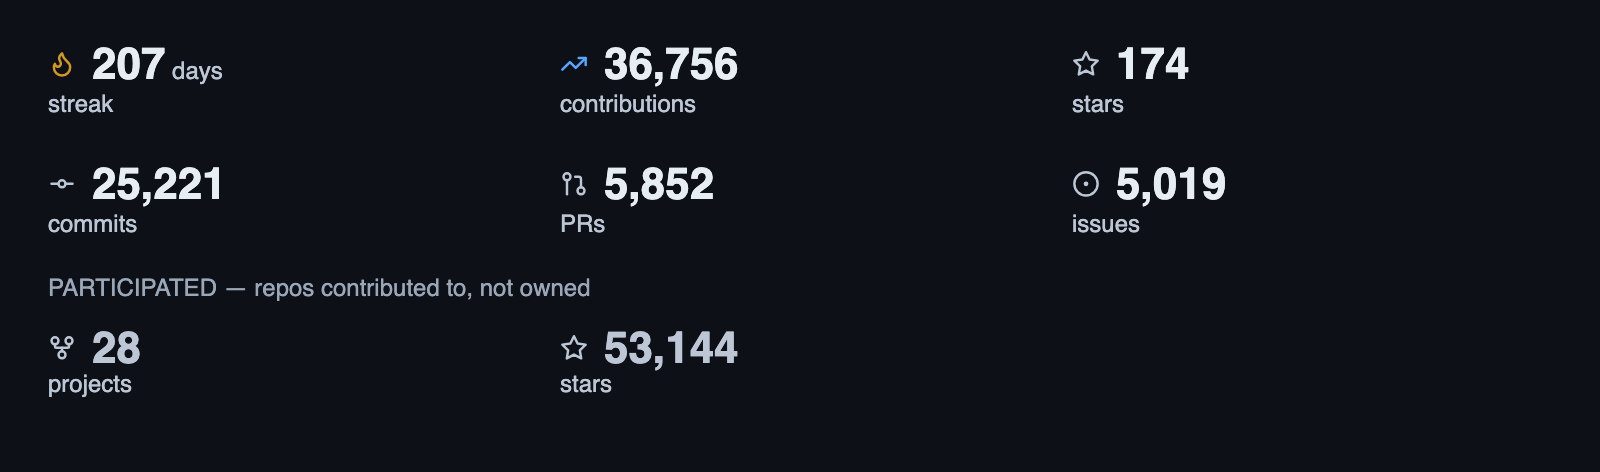 207 days
streak
36,756
contributions
174
stars
25,221
commits
5,852
PRs
5,019
issues
PARTICIPATED — repos contributed to, not owned
28
projects
53,144
stars